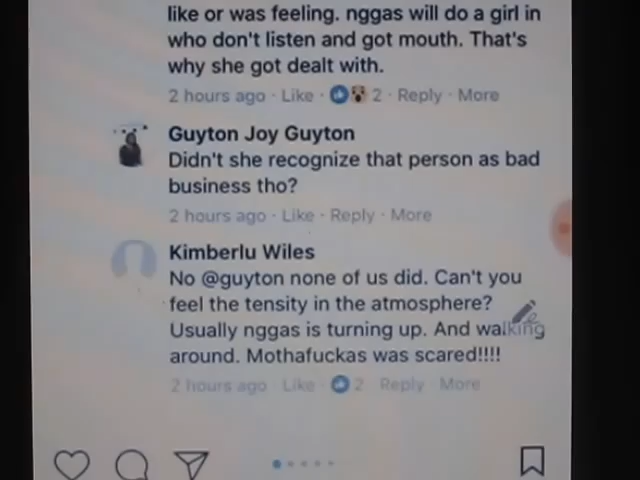 like or was feeling. nggas will do a girl in
who don't listen and got mouth. That's
why she got dealt with.
2 hours ago · Like · 2 · Reply · More
Guyton Joy Guyton
Didn't she recognize that person as bad
business tho?
2 hours ago · Like · Reply · More
Kimberlu Wiles
No @guyton none of us did. Can't you
feel the tensity in the atmosphere?
Usually nggas is turning up. And walking
around. Mothafuckas was scared!!!!
2 hours ago · Like · 2 · Reply · More